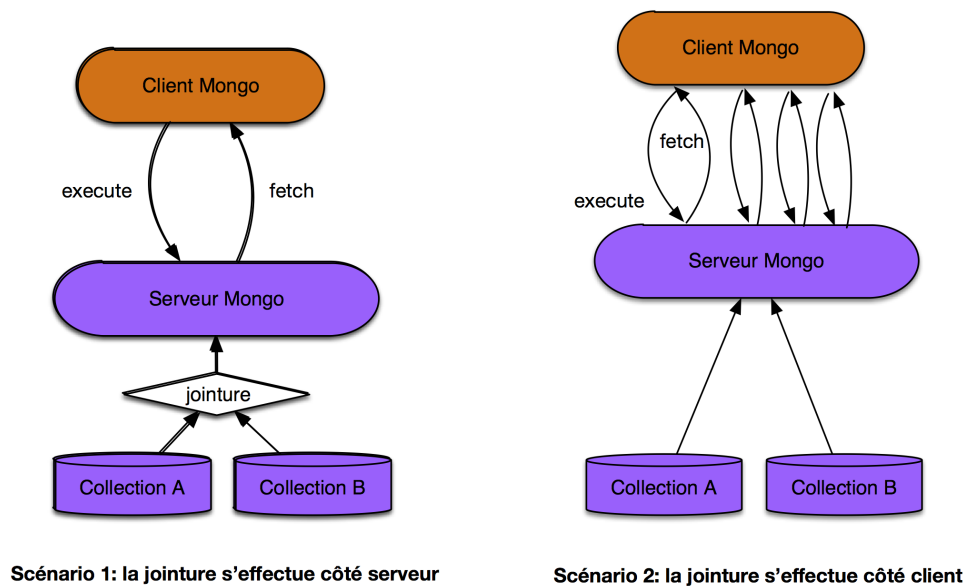 Client Mongo
execute
fetch
Serveur Mongo
jointure
Collection A
Collection B
Scénario 1: la jointure s'effectue côté serveur
Client Mongo
fetch
execute
Serveur Mongo
Collection A
Collection B
Scénario 2: la jointure s'effectue côté client